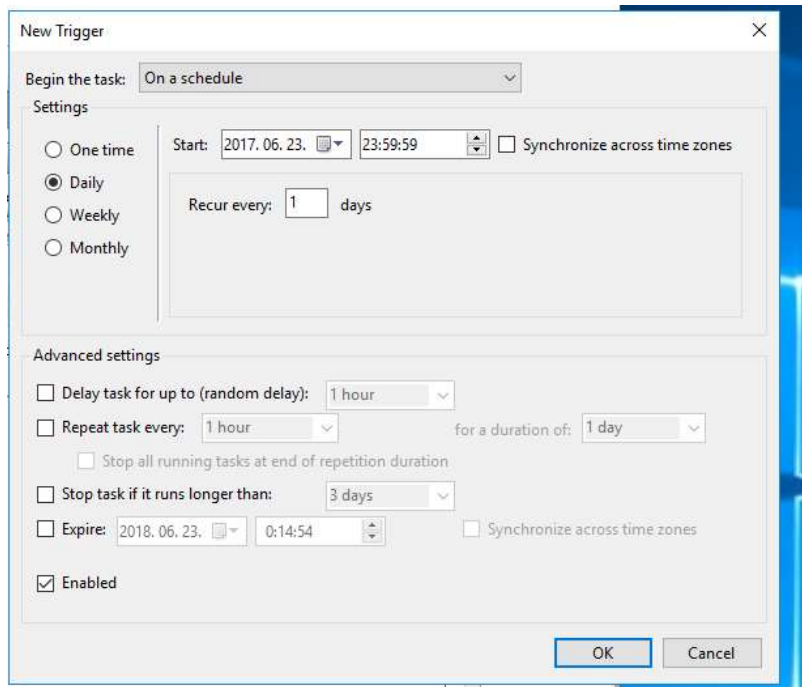 New Trigger
Begin the task: On a schedule
Settings
One time
Start: 2017. 06. 23. 23:59:59 Synchronize across time zones
Daily
Recur every: 1 days
Weekly
Monthly
Advanced settings
Delay task for up to (random delay): 1 hour
Repeat task every: 1 hour for a duration of: 1 day
Stop all running tasks at end of repetition duration
Stop task if it runs longer than: 3 days
Expire: 2018. 06. 23. 0:14:54 Synchronize across time zones
Enabled
OK Cancel